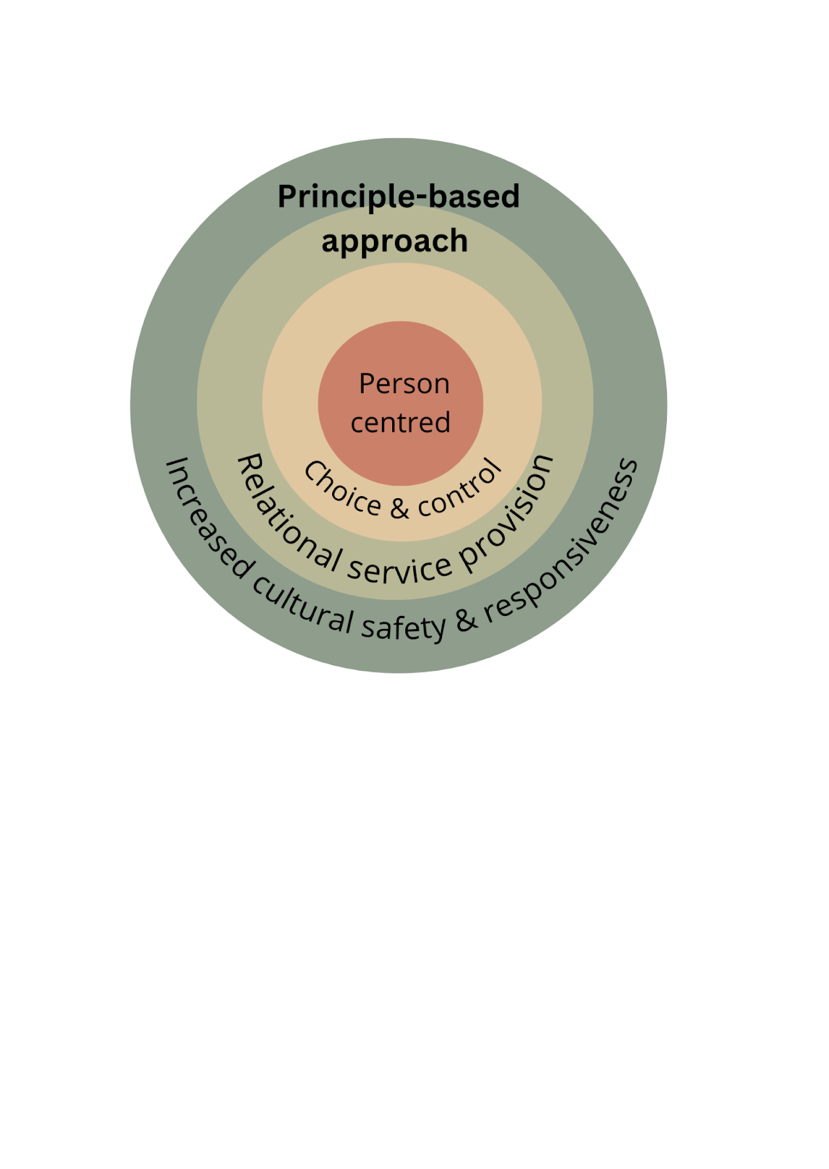 Principle-based
approach
Person
centred
Choice & control
Relational service provision
Increased cultural safety & responsiveness